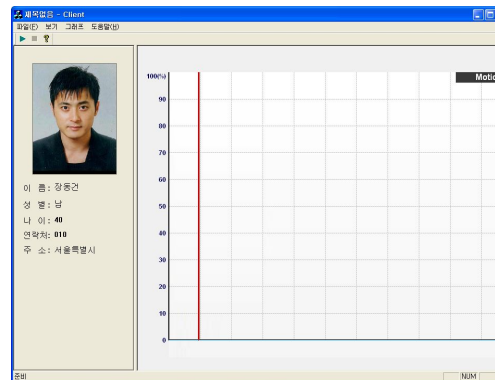 제목없음 - Client
파일(F) 보기 그래프 도움말(H)
100(%)
Motio
90
80
70
60
50
40
30
20
10
0
이 름: 장동건
성 별: 남
나 이: 40
연락처: 010
주 소: 서울특별시
준비
NUM